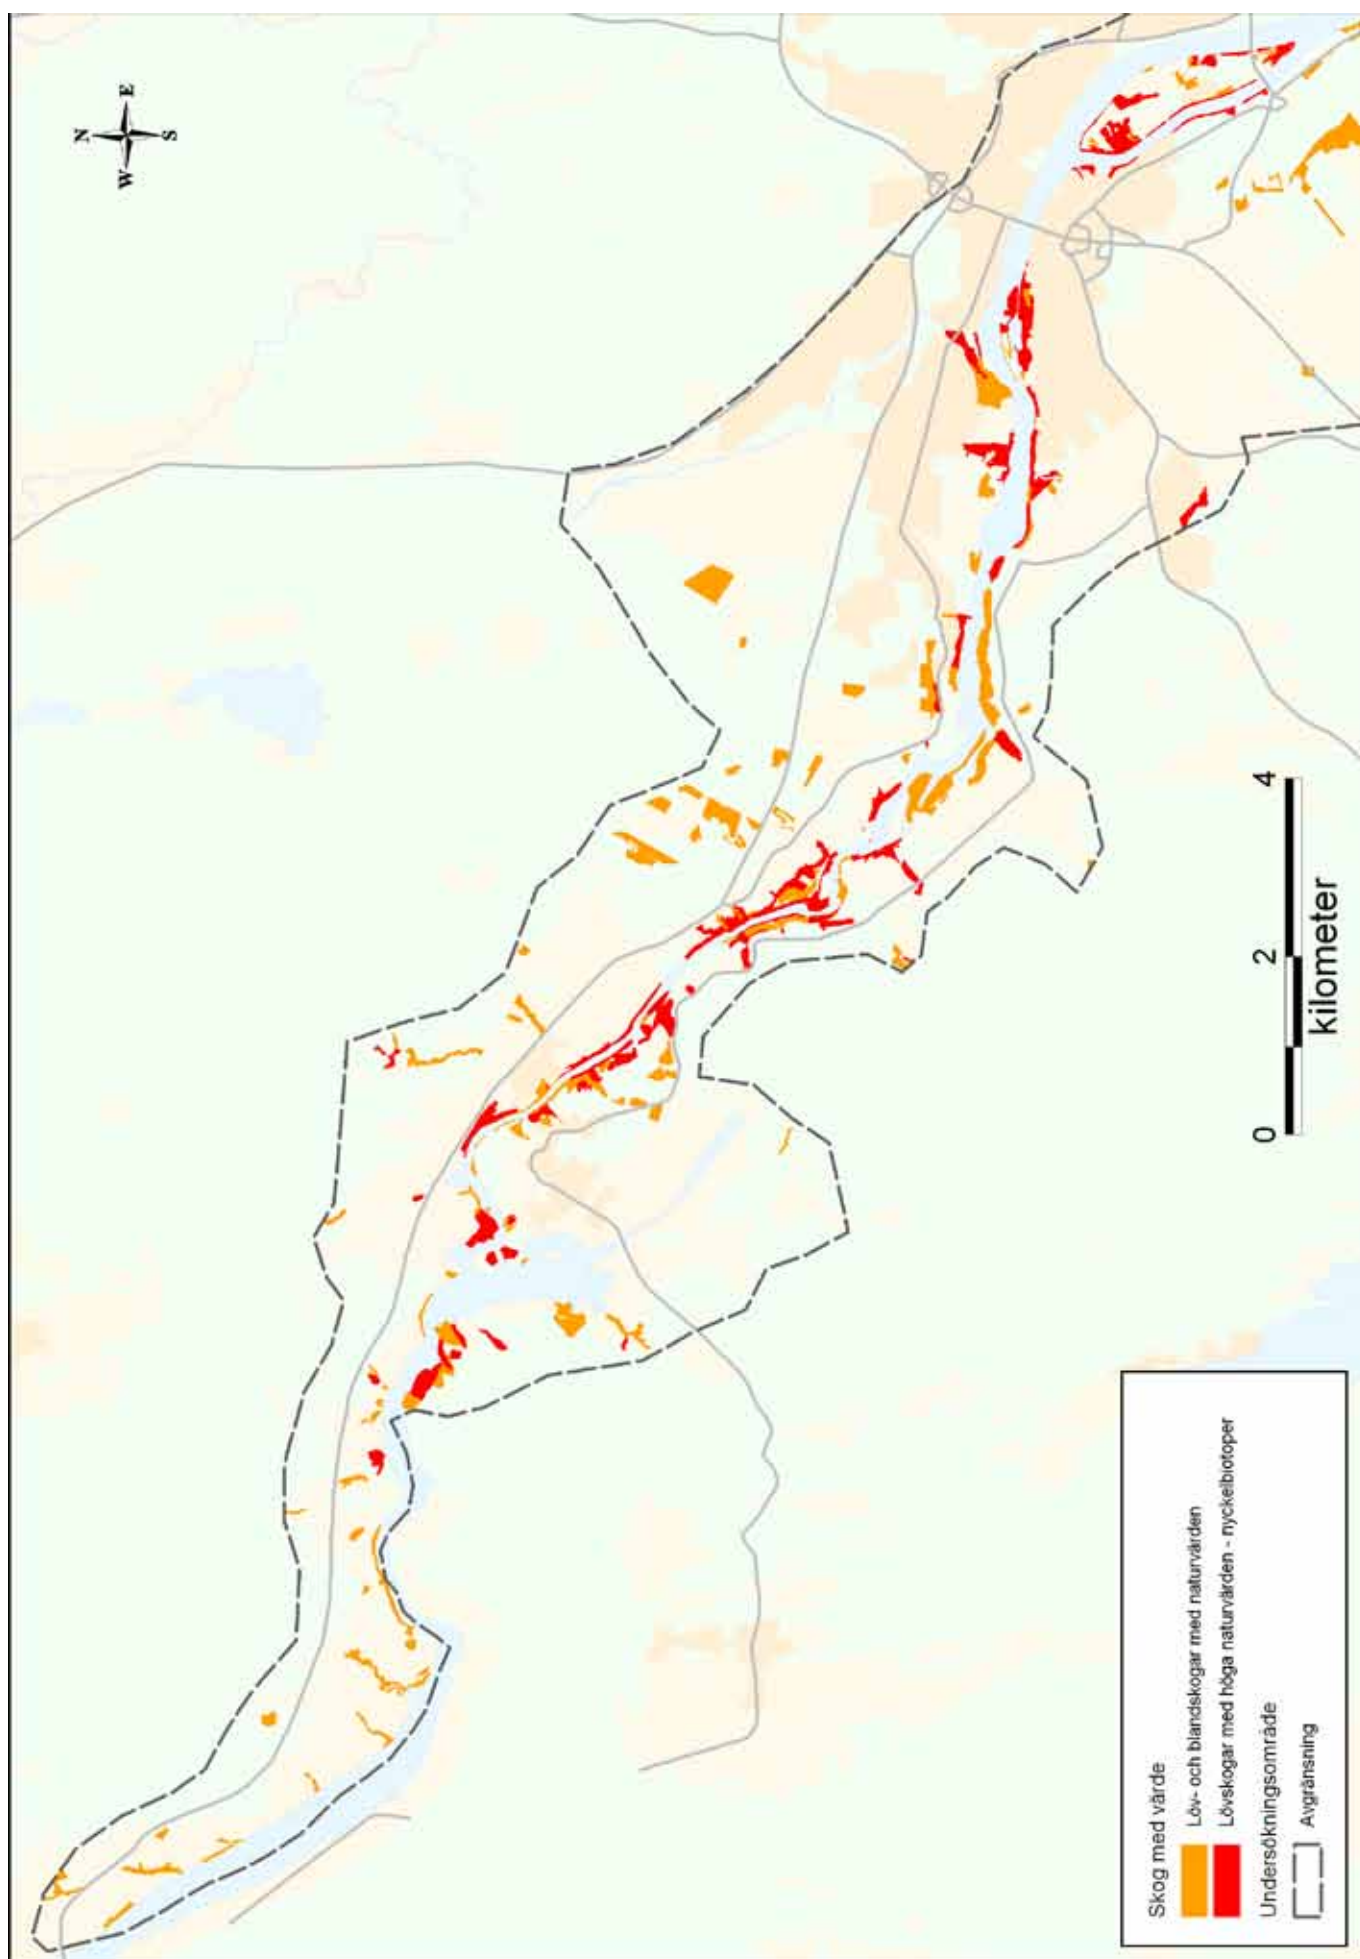 N
E
S
W
0 2 4
kilometer
Skog med värde
Löv- och blandskogar med naturvärden
Lövskogar med höga naturvärden - nyckelbiotoper
Undersökningsområde
Avgränsning